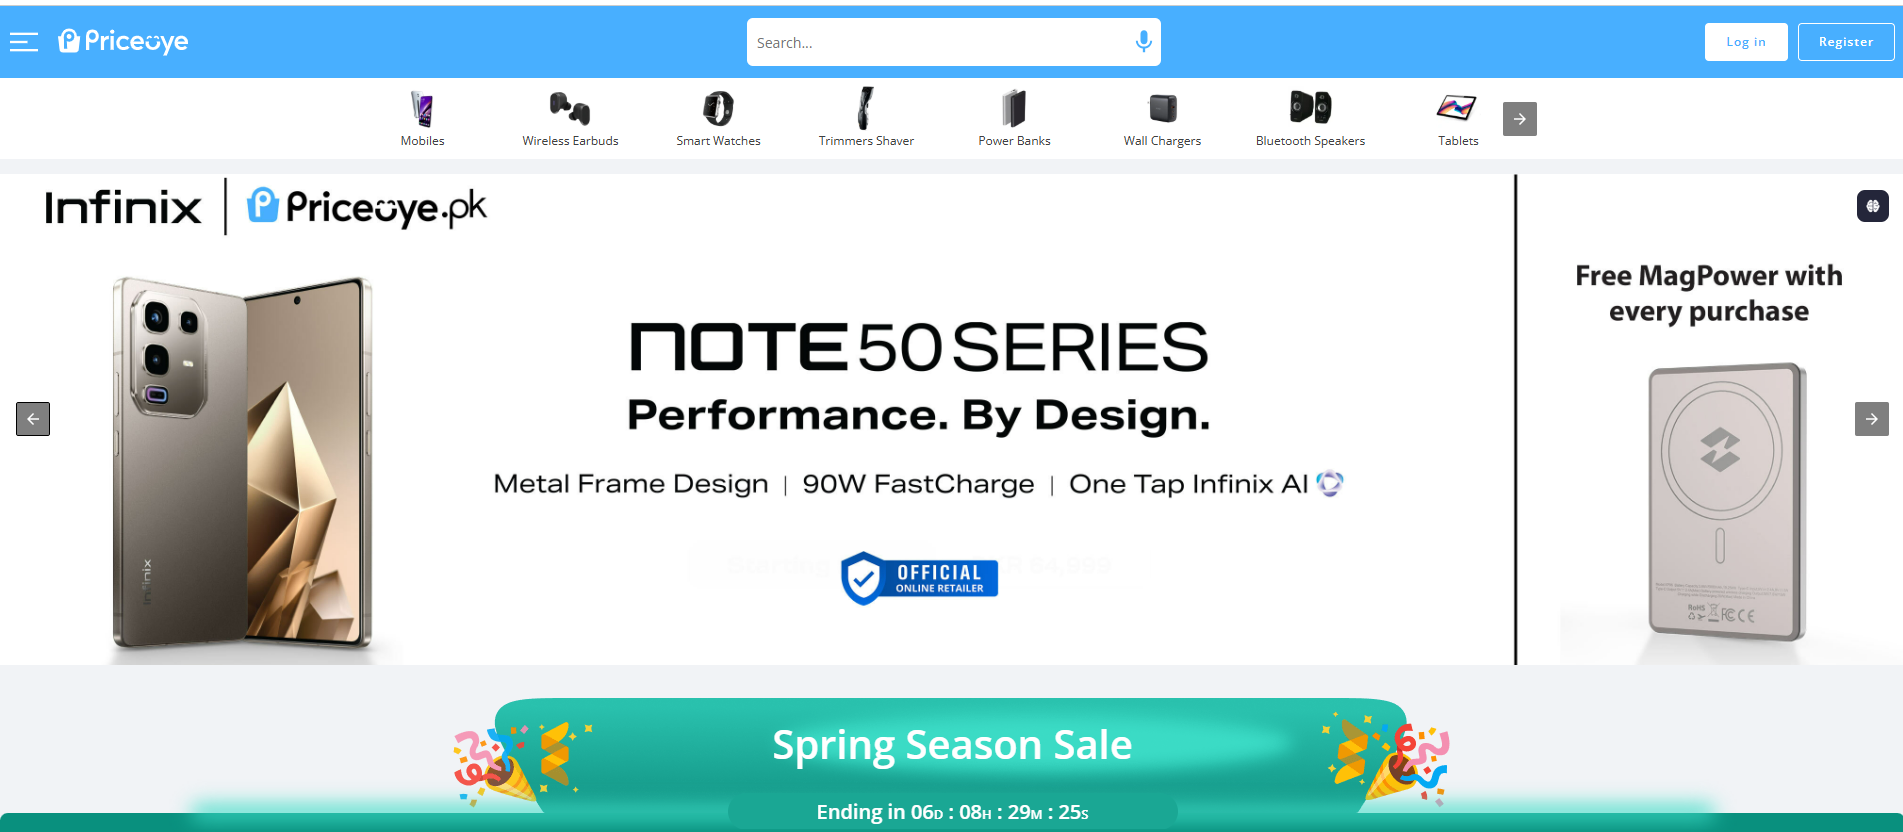 Priceoye
Search...
Log in
Register
Mobiles
Wireless Earbuds
Smart Watches
Trimmers Shaver
Power Banks
Wall Chargers
Bluetooth Speakers
Tablets
Infinix | Priceoye.pk
NOTE 50 SERIES
Performance. By Design.
Metal Frame Design | 90W FastCharge | One Tap Infinix AI
OFFICIAL
ONLINE RETAILER
Infinix
Free MagPower with
every purchase
RoHS
Spring Season Sale
Ending in 06D : 08H : 29M : 25S